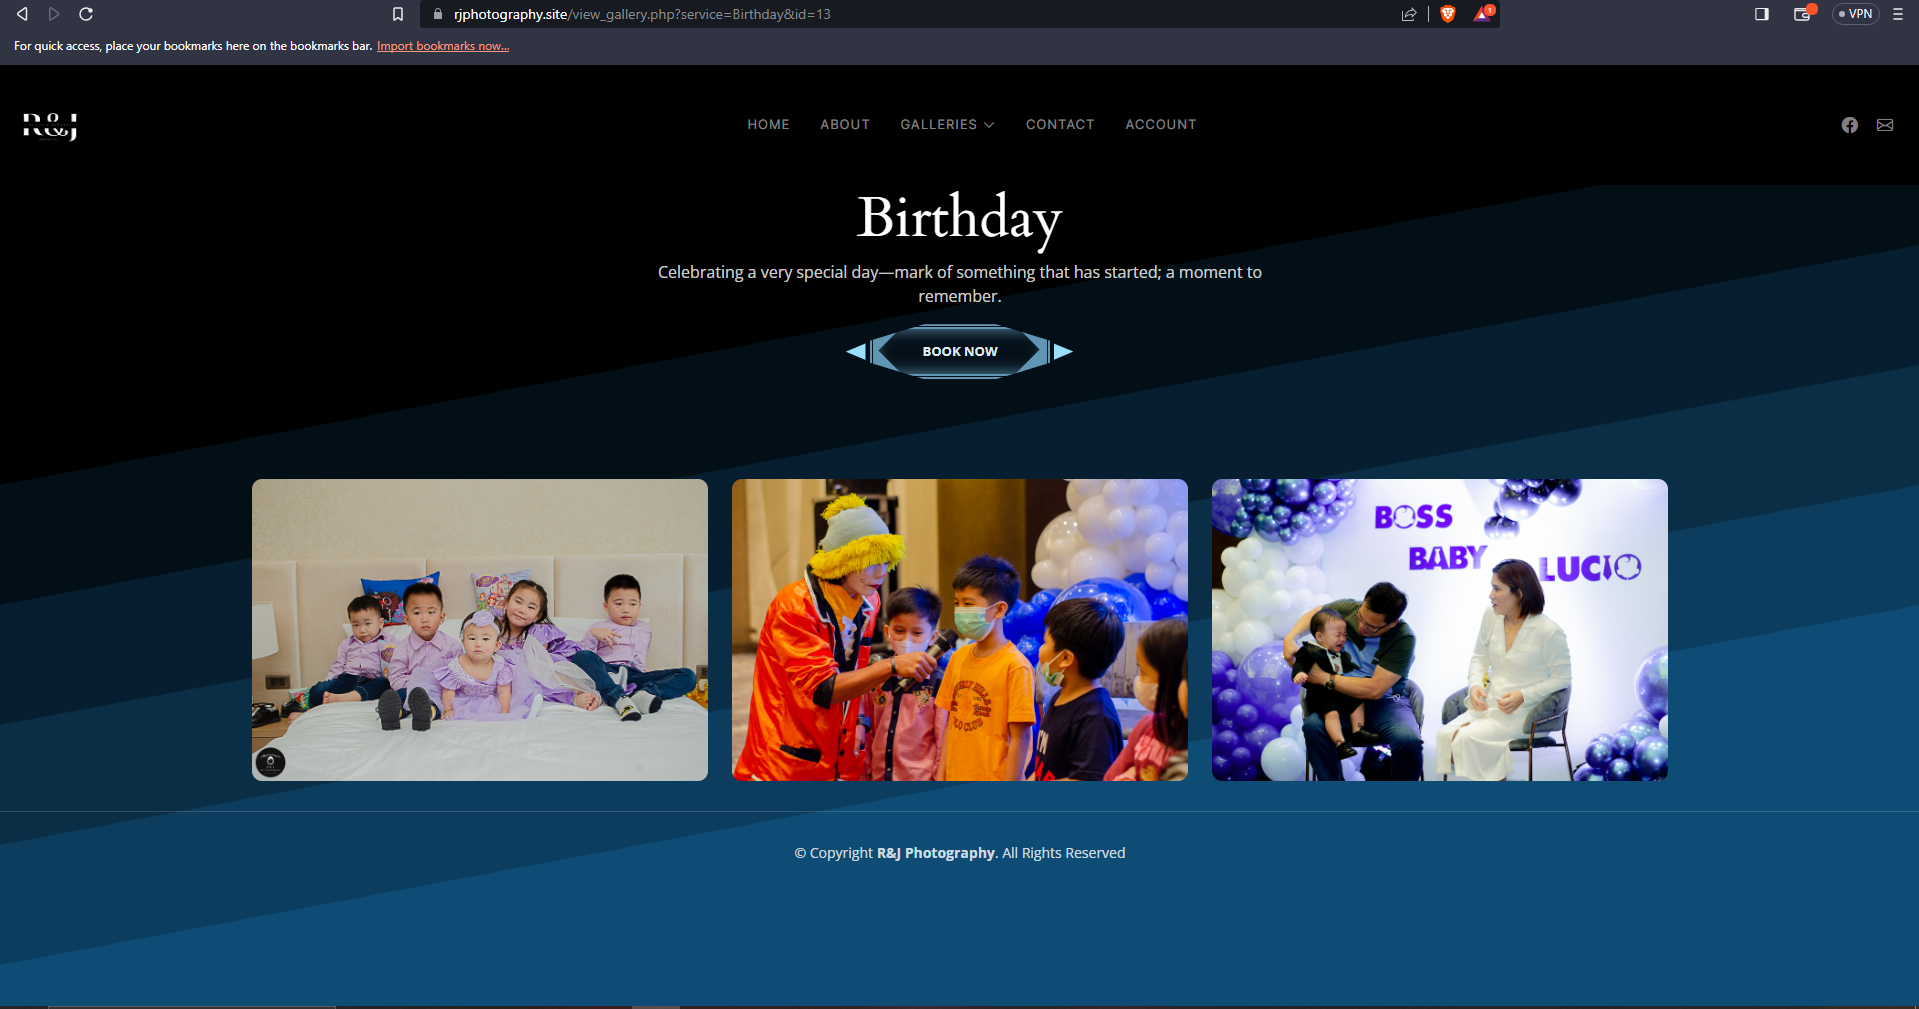 rjphotography.site/view_gallery.php?service=Birthday&id=13
1
VPN
For quick access, place your bookmarks here on the bookmarks bar. Import bookmarks now...
R&J
HOME
ABOUT
GALLERIES
CONTACT
ACCOUNT
Birthday
Celebrating a very special day—mark of something that has started; a moment to
remember.
BOOK NOW
BOSS
BABY
LUCIO
© Copyright R&J Photography. All Rights Reserved